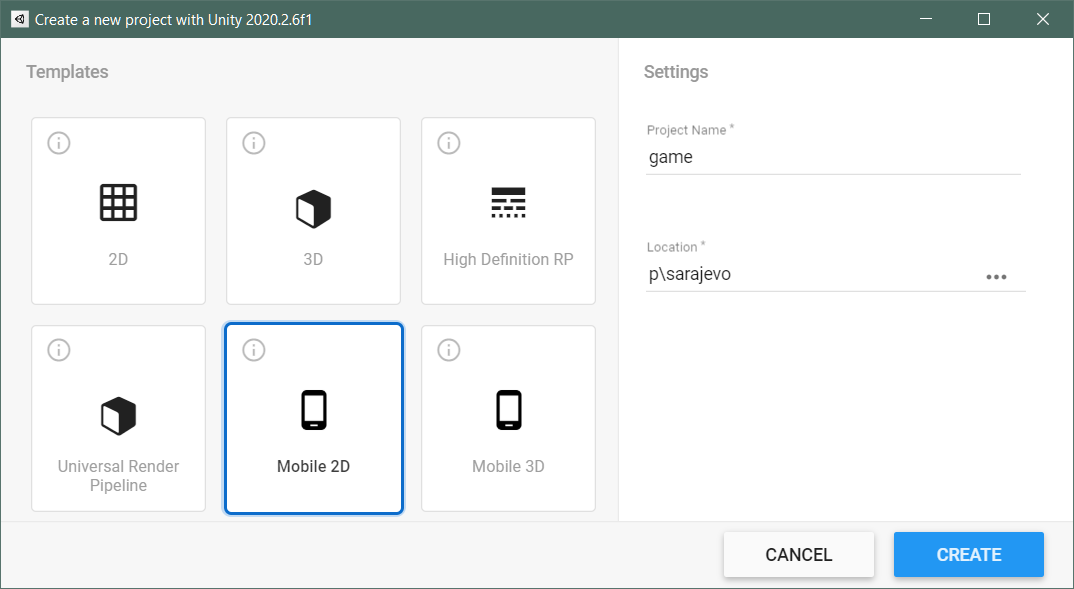 Create a new project with Unity 2020.2.6f1
Templates
2D
3D
High Definition RP
Universal Render
Pipeline
Mobile 2D
Mobile 3D
Settings
Project Name *
game
Location *
p\sarajevo
CANCEL
CREATE